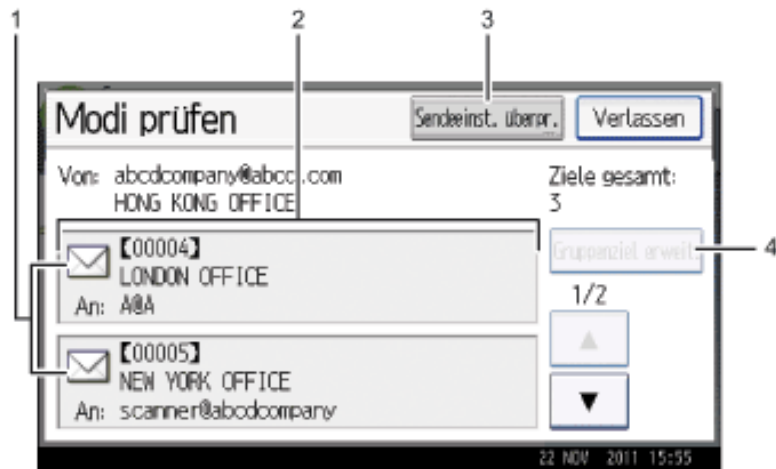 1 2 3
Modi prüfen
Sendeeinst. überpr.
Verlassen
Von: abcdcompany@abcd.com
HONG KONG OFFICE
Ziele gesamt:
3
【00004】
LONDON OFFICE
An: A@A
Gruppenziel erweit.
4
1/2
▲
【00005】
NEW YORK OFFICE
An: scanner@abcdcompany
▼
22 NOV 2011 15:55